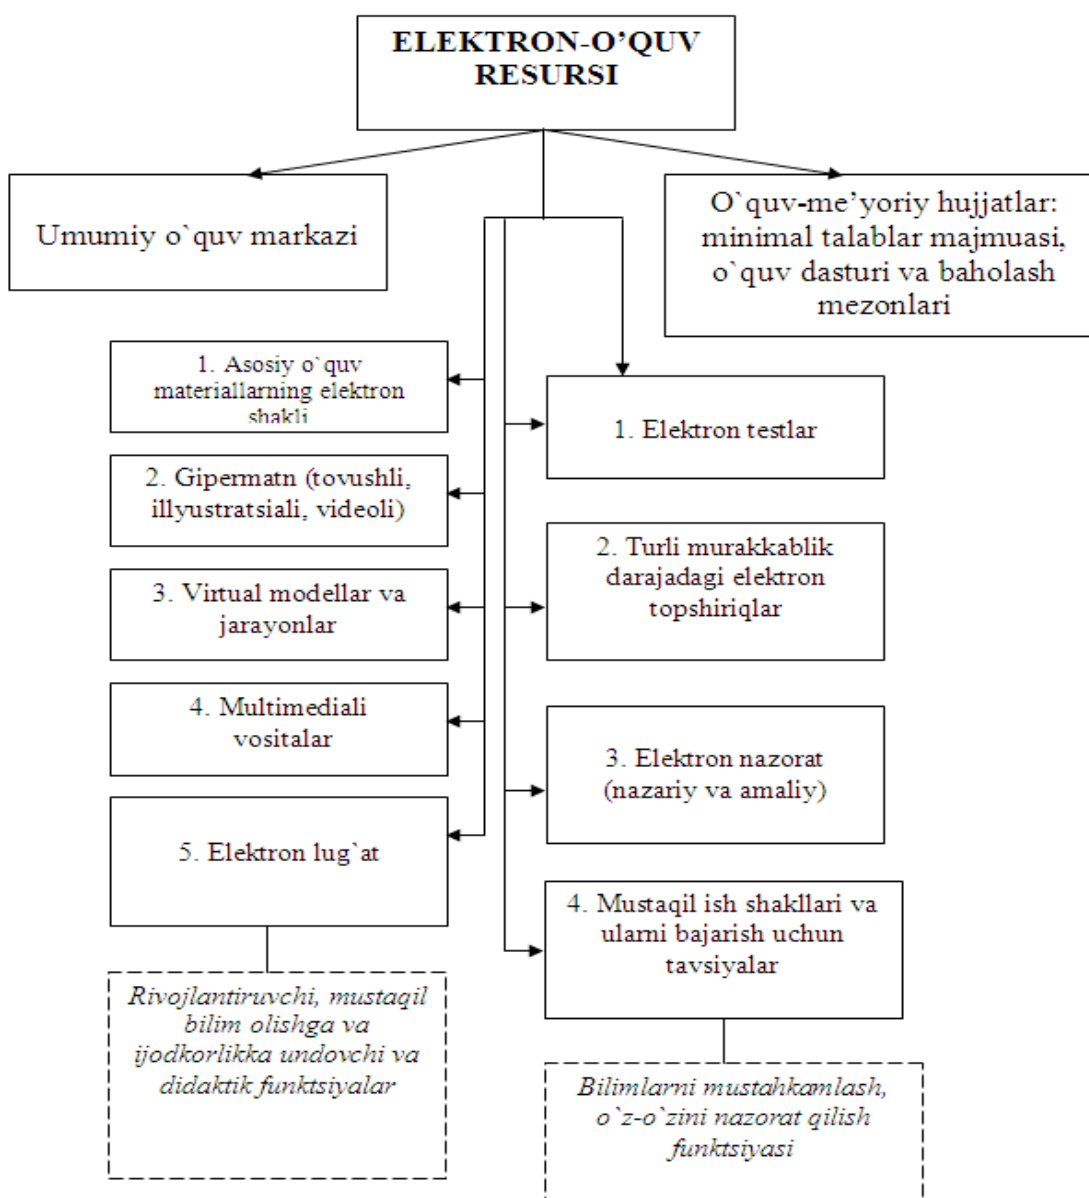 ELEKTRON-O’QUV
RESURSI
Umumiy o`quv markazi
O`quv-me’yoriy hujjatlar:
minimal talablar majmuasi,
o`quv dasturi va baholash
mezonlari
1. Asosiy o`quv
materiallarning elektron
shakli
2. Gipermatn (tovushli,
illyustratsiali, videoli)
3. Virtual modellar va
jarayonlar
4. Multimediali
vositalar
5. Elektron lug`at
Rivojlantiruvchi, mustaqil
bilim olishga va
ijodkorlikka undovchi va
didaktik funktsiyalar
1. Elektron testlar
2. Turli murakkablik
darajadagi elektron
topshiriqlar
3. Elektron nazorat
(nazariy va amaliy)
4. Mustaqil ish shakllari va
ularni bajarish uchun
tavsiyalar
Bilimlarni mustahkamlash,
o`z-o`zini nazorat qilish
funktsiyasi